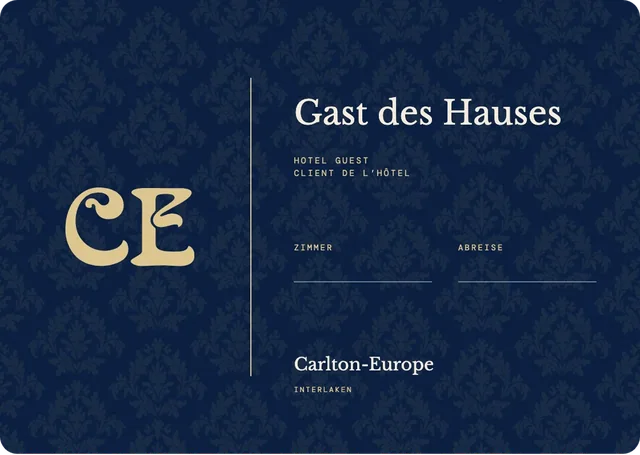 CE
Gast des Hauses
HOTEL GUEST
CLIENT DE L'HÔTEL
ZIMMER
ABREISE
Carlton-Europe
INTERLAKEN